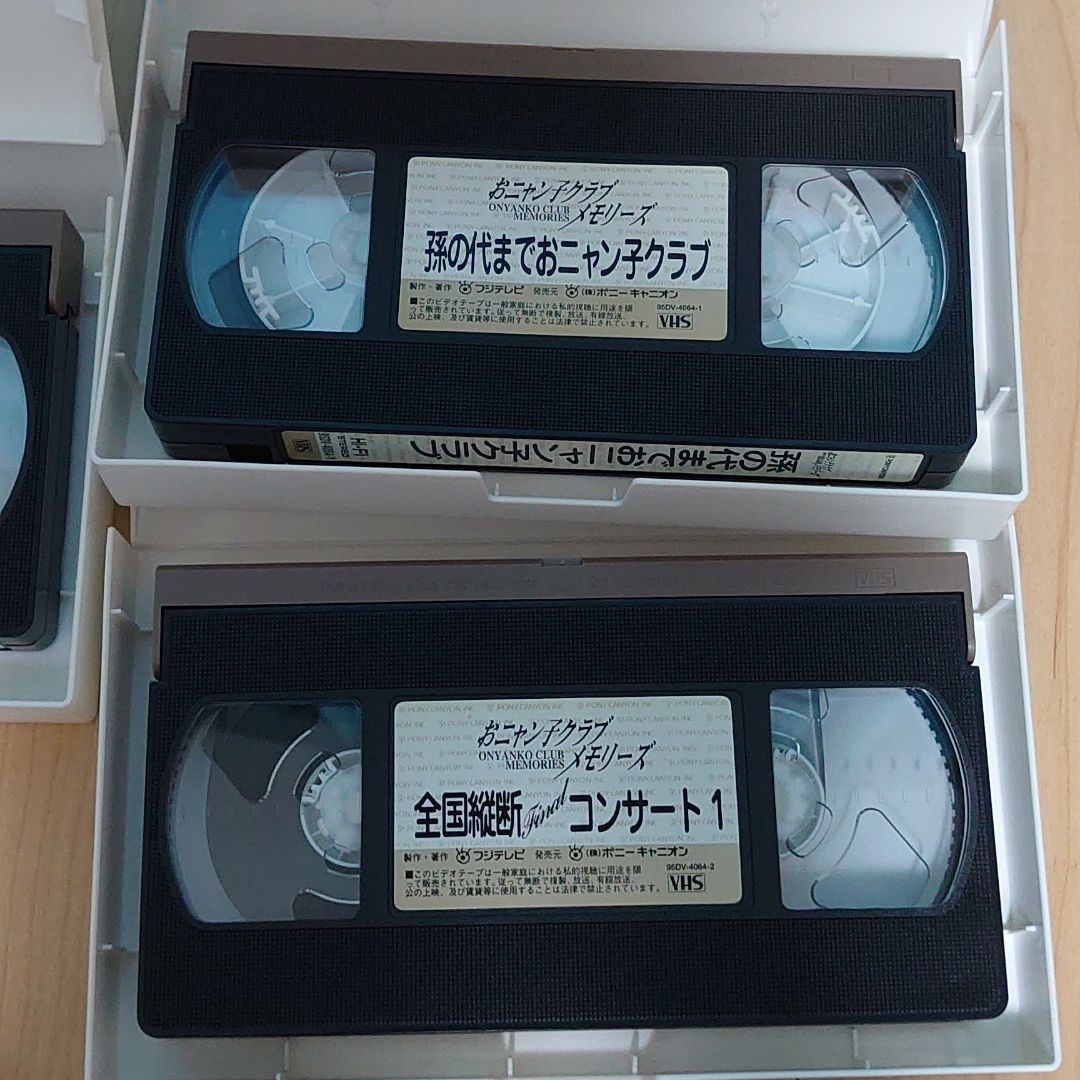 おニャン子クラブ
ONYANKO CLUB
MEMORIES メモリーズ
孫の代までおニャン子クラブ
製作・著作 フジテレビ 発売元 (株)ポニーキャニオン
■このビデオテープは一般家庭における私的視聴に用途を限
って販売されています。従って無断で複製、放送、有線放送、
公の上映、及び賃貸等に使用することは法律で禁止されています。
95DV-4064-1
VHS
孫の代までおニャン子クラブ
Hi-Fi
STEREO
VHS
VHS
おニャン子クラブ
ONYANKO CLUB
MEMORIES メモリーズ
全国縦断 Final コンサート 1
製作・著作 フジテレビ 発売元 (株)ポニーキャニオン
■このビデオテープは一般家庭における私的視聴に用途を限
って販売されています。従って無断で複製、放送、有線放送、
公の上映、及び賃貸等に使用することは法律で禁止されています。
95DV-4064-2
VHS